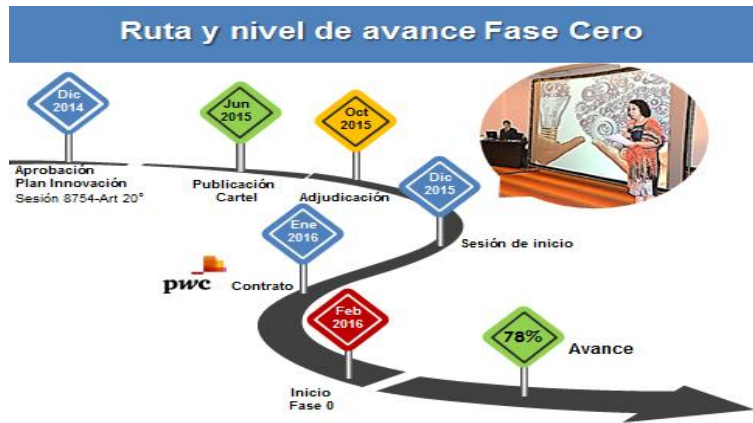 Ruta y nivel de avance Fase Cero
Dic
2014
Aprobación
Plan Innovación
Sesión 8754-Art 20°
Jun
2015
Publicación
Cartel
Oct
2015
Adjudicación
Dic
2015
Sesión de inicio
Ene
2016
pwc
Contrato
Feb
2016
Inicio
Fase 0
78%
Avance